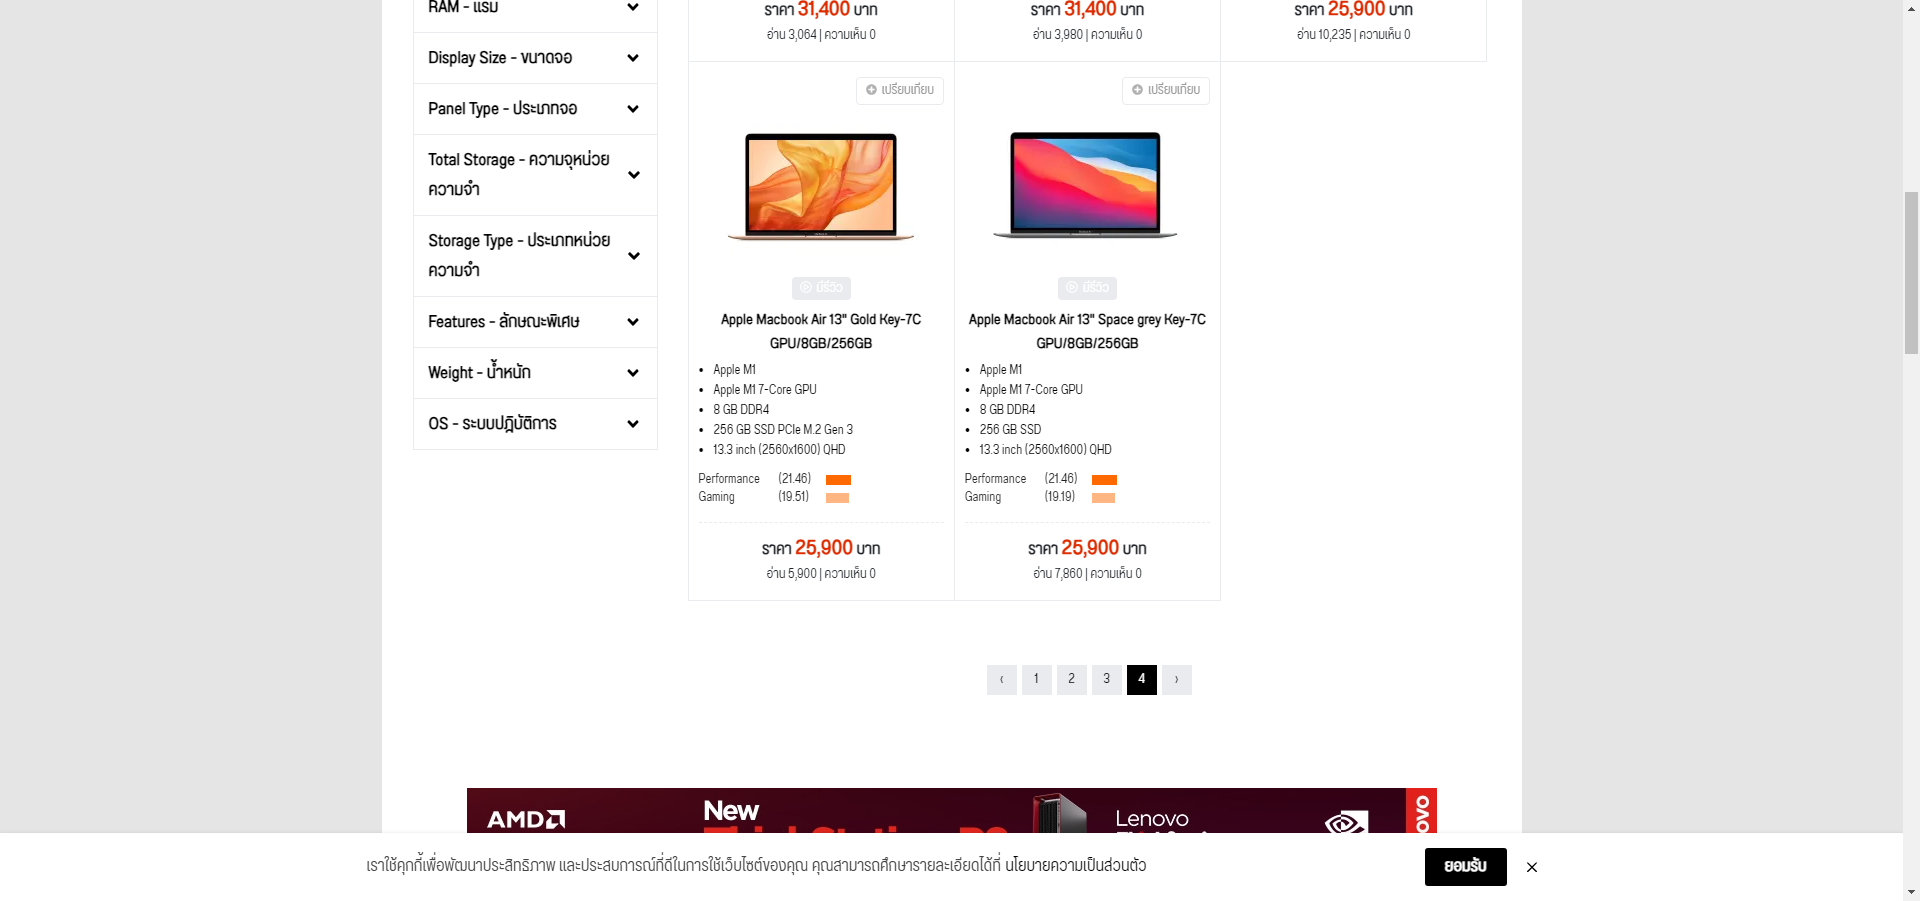 RAM - แรม
Display Size - ขนาดจอ
Panel Type - ประเภทจอ
Total Storage - ความจุหน่วย
ความจำ
Storage Type - ประเภทหน่วย
ความจำ
Features - ลักษณะพิเศษ
Weight - น้ำหนัก
OS - ระบบปฎิบัติการ
ราคา 31,400 บาท
อ่าน 3,064 | ความเห็น 0
ราคา 31,400 บาท
อ่าน 3,980 | ความเห็น 0
ราคา 25,900 บาท
อ่าน 10,235 | ความเห็น 0
เปรียบเทียบ
มีรีวิว
Apple Macbook Air 13" Gold Key-7C
GPU/8GB/256GB
Apple M1
Apple M1 7-Core GPU
8 GB DDR4
256 GB SSD PCIe M.2 Gen 3
13.3 inch (2560x1600) QHD
Performance (21.46)
Gaming (19.51)
ราคา 25,900 บาท
อ่าน 5,900 | ความเห็น 0
เปรียบเทียบ
มีรีวิว
Apple Macbook Air 13" Space grey Key-7C
GPU/8GB/256GB
Apple M1
Apple M1 7-Core GPU
8 GB DDR4
256 GB SSD
13.3 inch (2560x1600) QHD
Performance (21.46)
Gaming (19.19)
ราคา 25,900 บาท
อ่าน 7,860 | ความเห็น 0
‹ 1 2 3 4 ›
AMD
New
Lenovo
เราใช้คุกกี้เพื่อพัฒนาประสิทธิภาพ และประสบการณ์ที่ดีในการใช้เว็บไซต์ของคุณ คุณสามารถศึกษารายละเอียดได้ที่ นโยบายความเป็นส่วนตัว
ยอมรับ